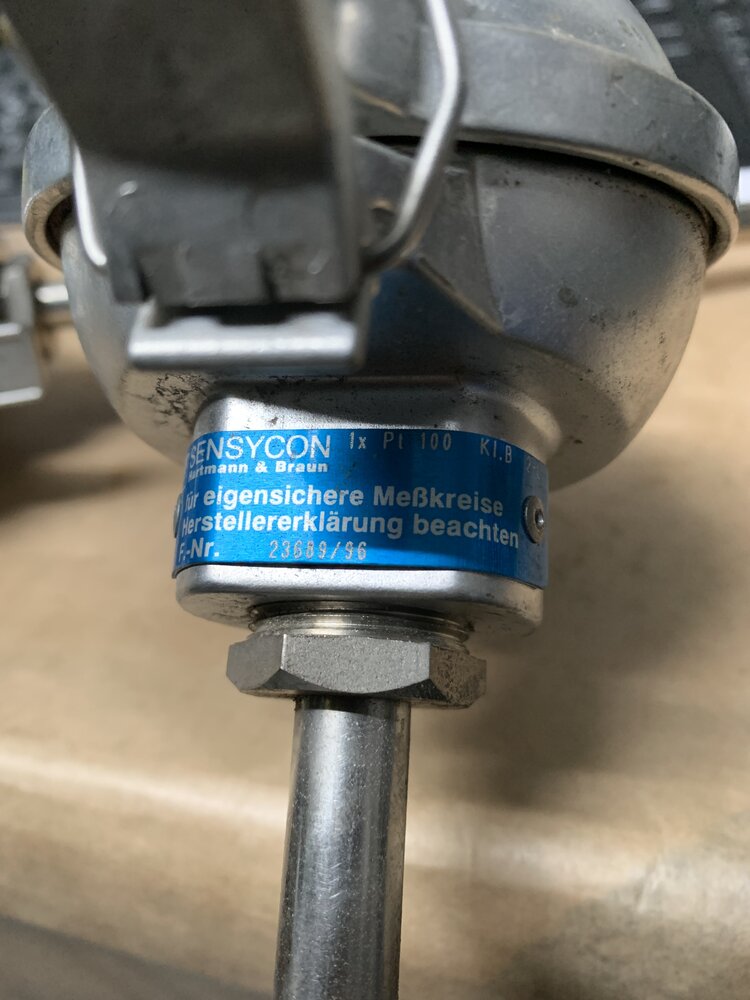 SENSYCON 1x Pt 100 Kl.B
Hartmann & Braun
für eigensichere Meßkreise
Herstellererklärung beachten
F.-Nr. 23689/96